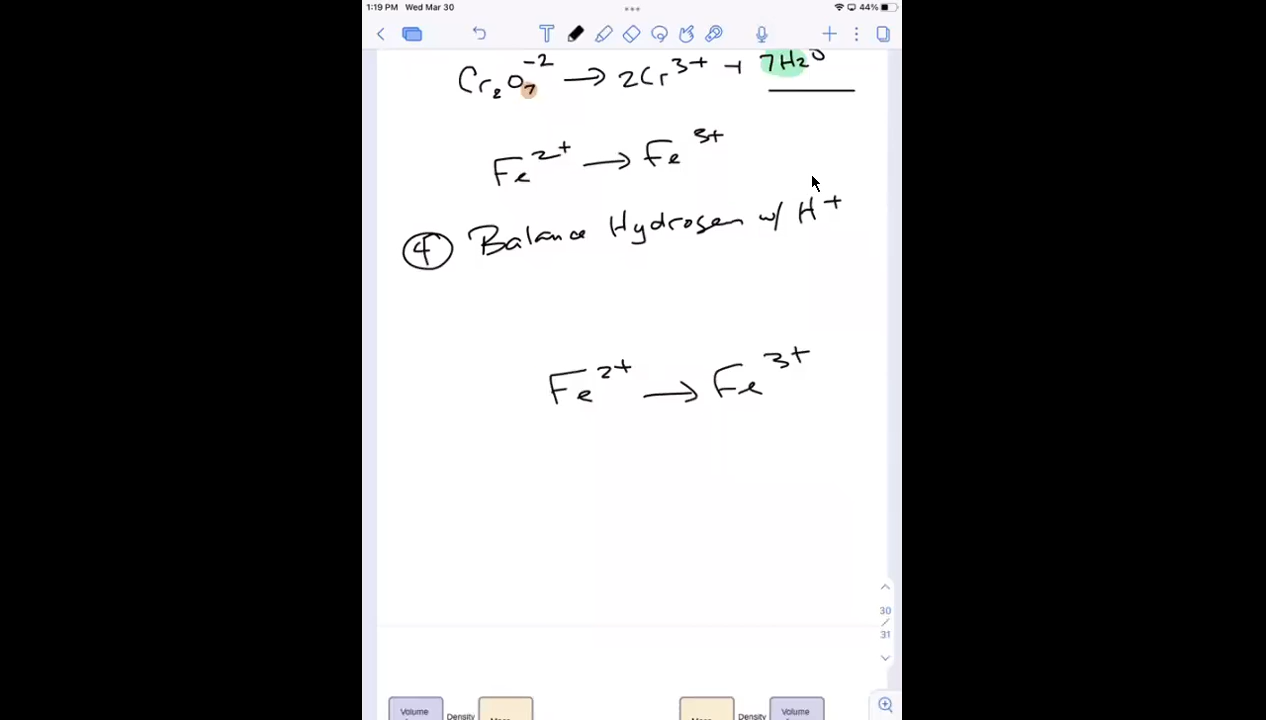 1:19 PM Wed Mar 30 44%
Cr₂O₇⁻² → 2Cr³⁺ + 7H₂O
Fe²⁺ → Fe³⁺
④ Balance Hydrogen w/ H⁺
Fe²⁺ → Fe³⁺
30
/
31
Volume Density Density Volume